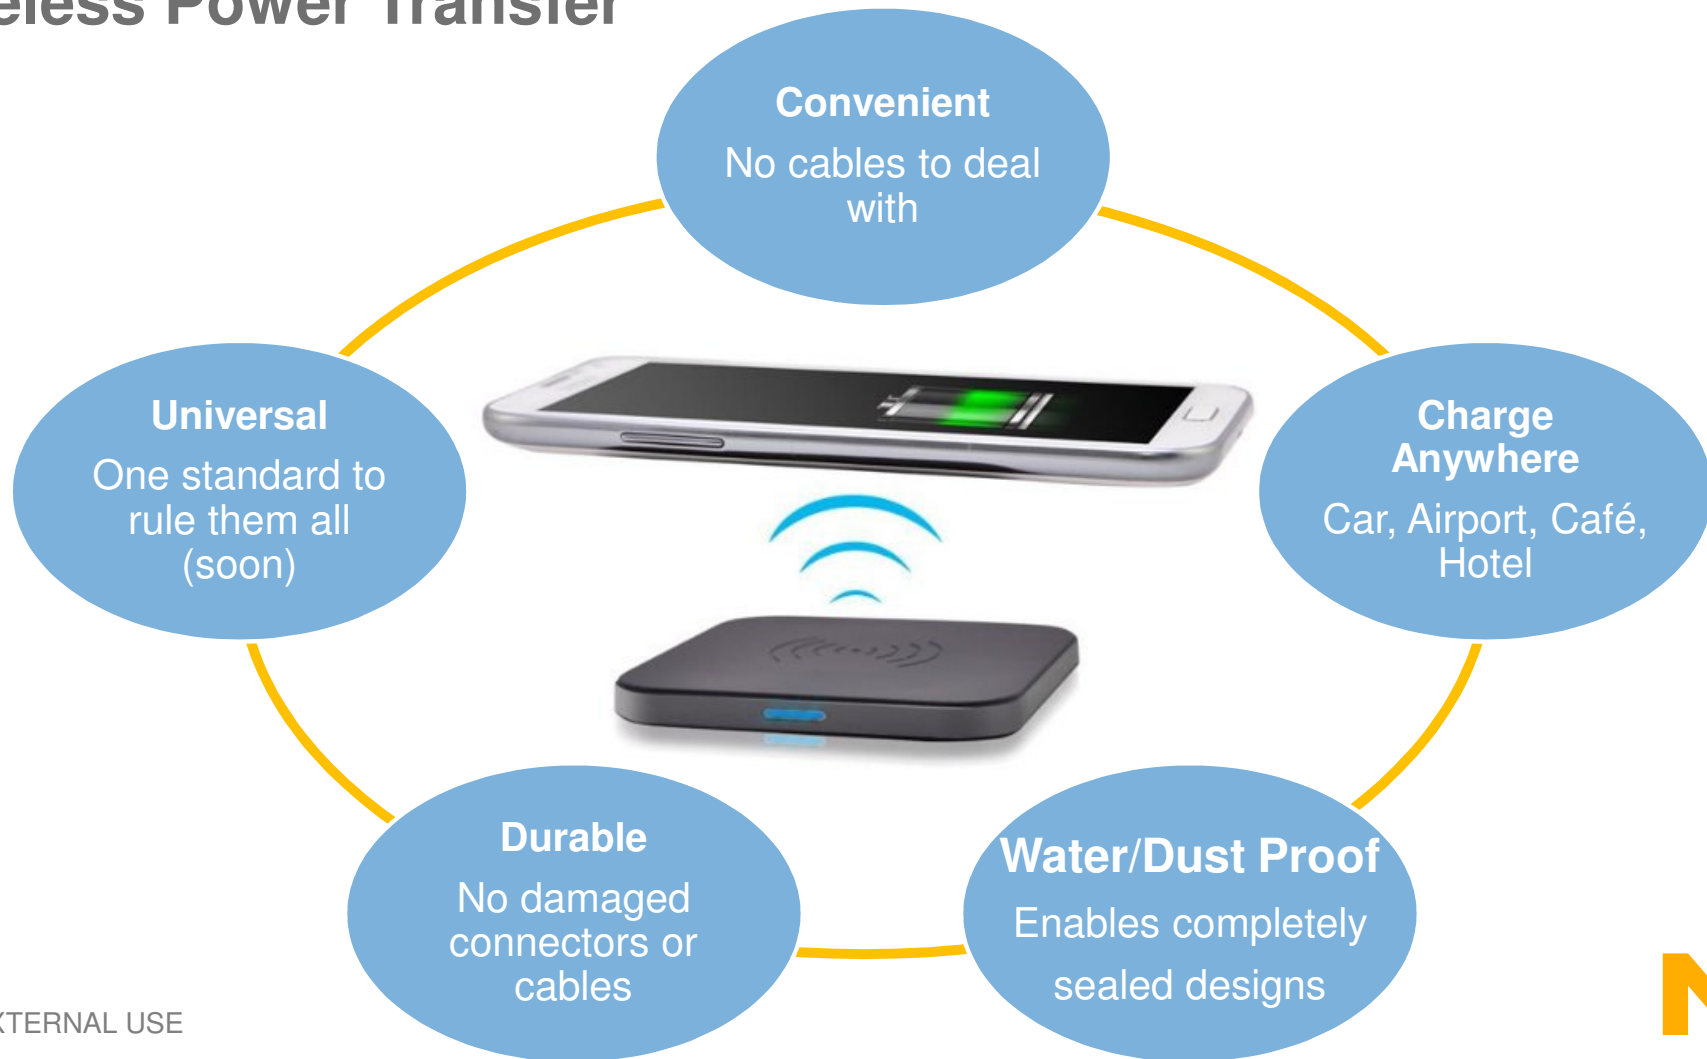 eless Power Transfer
Convenient
No cables to deal
with
Universal
One standard to
rule them all
(soon)
Charge
Anywhere
Car, Airport, Café,
Hotel
Durable
No damaged
connectors or
cables
Water/Dust Proof
Enables completely
sealed designs
XTERNAL USE
N